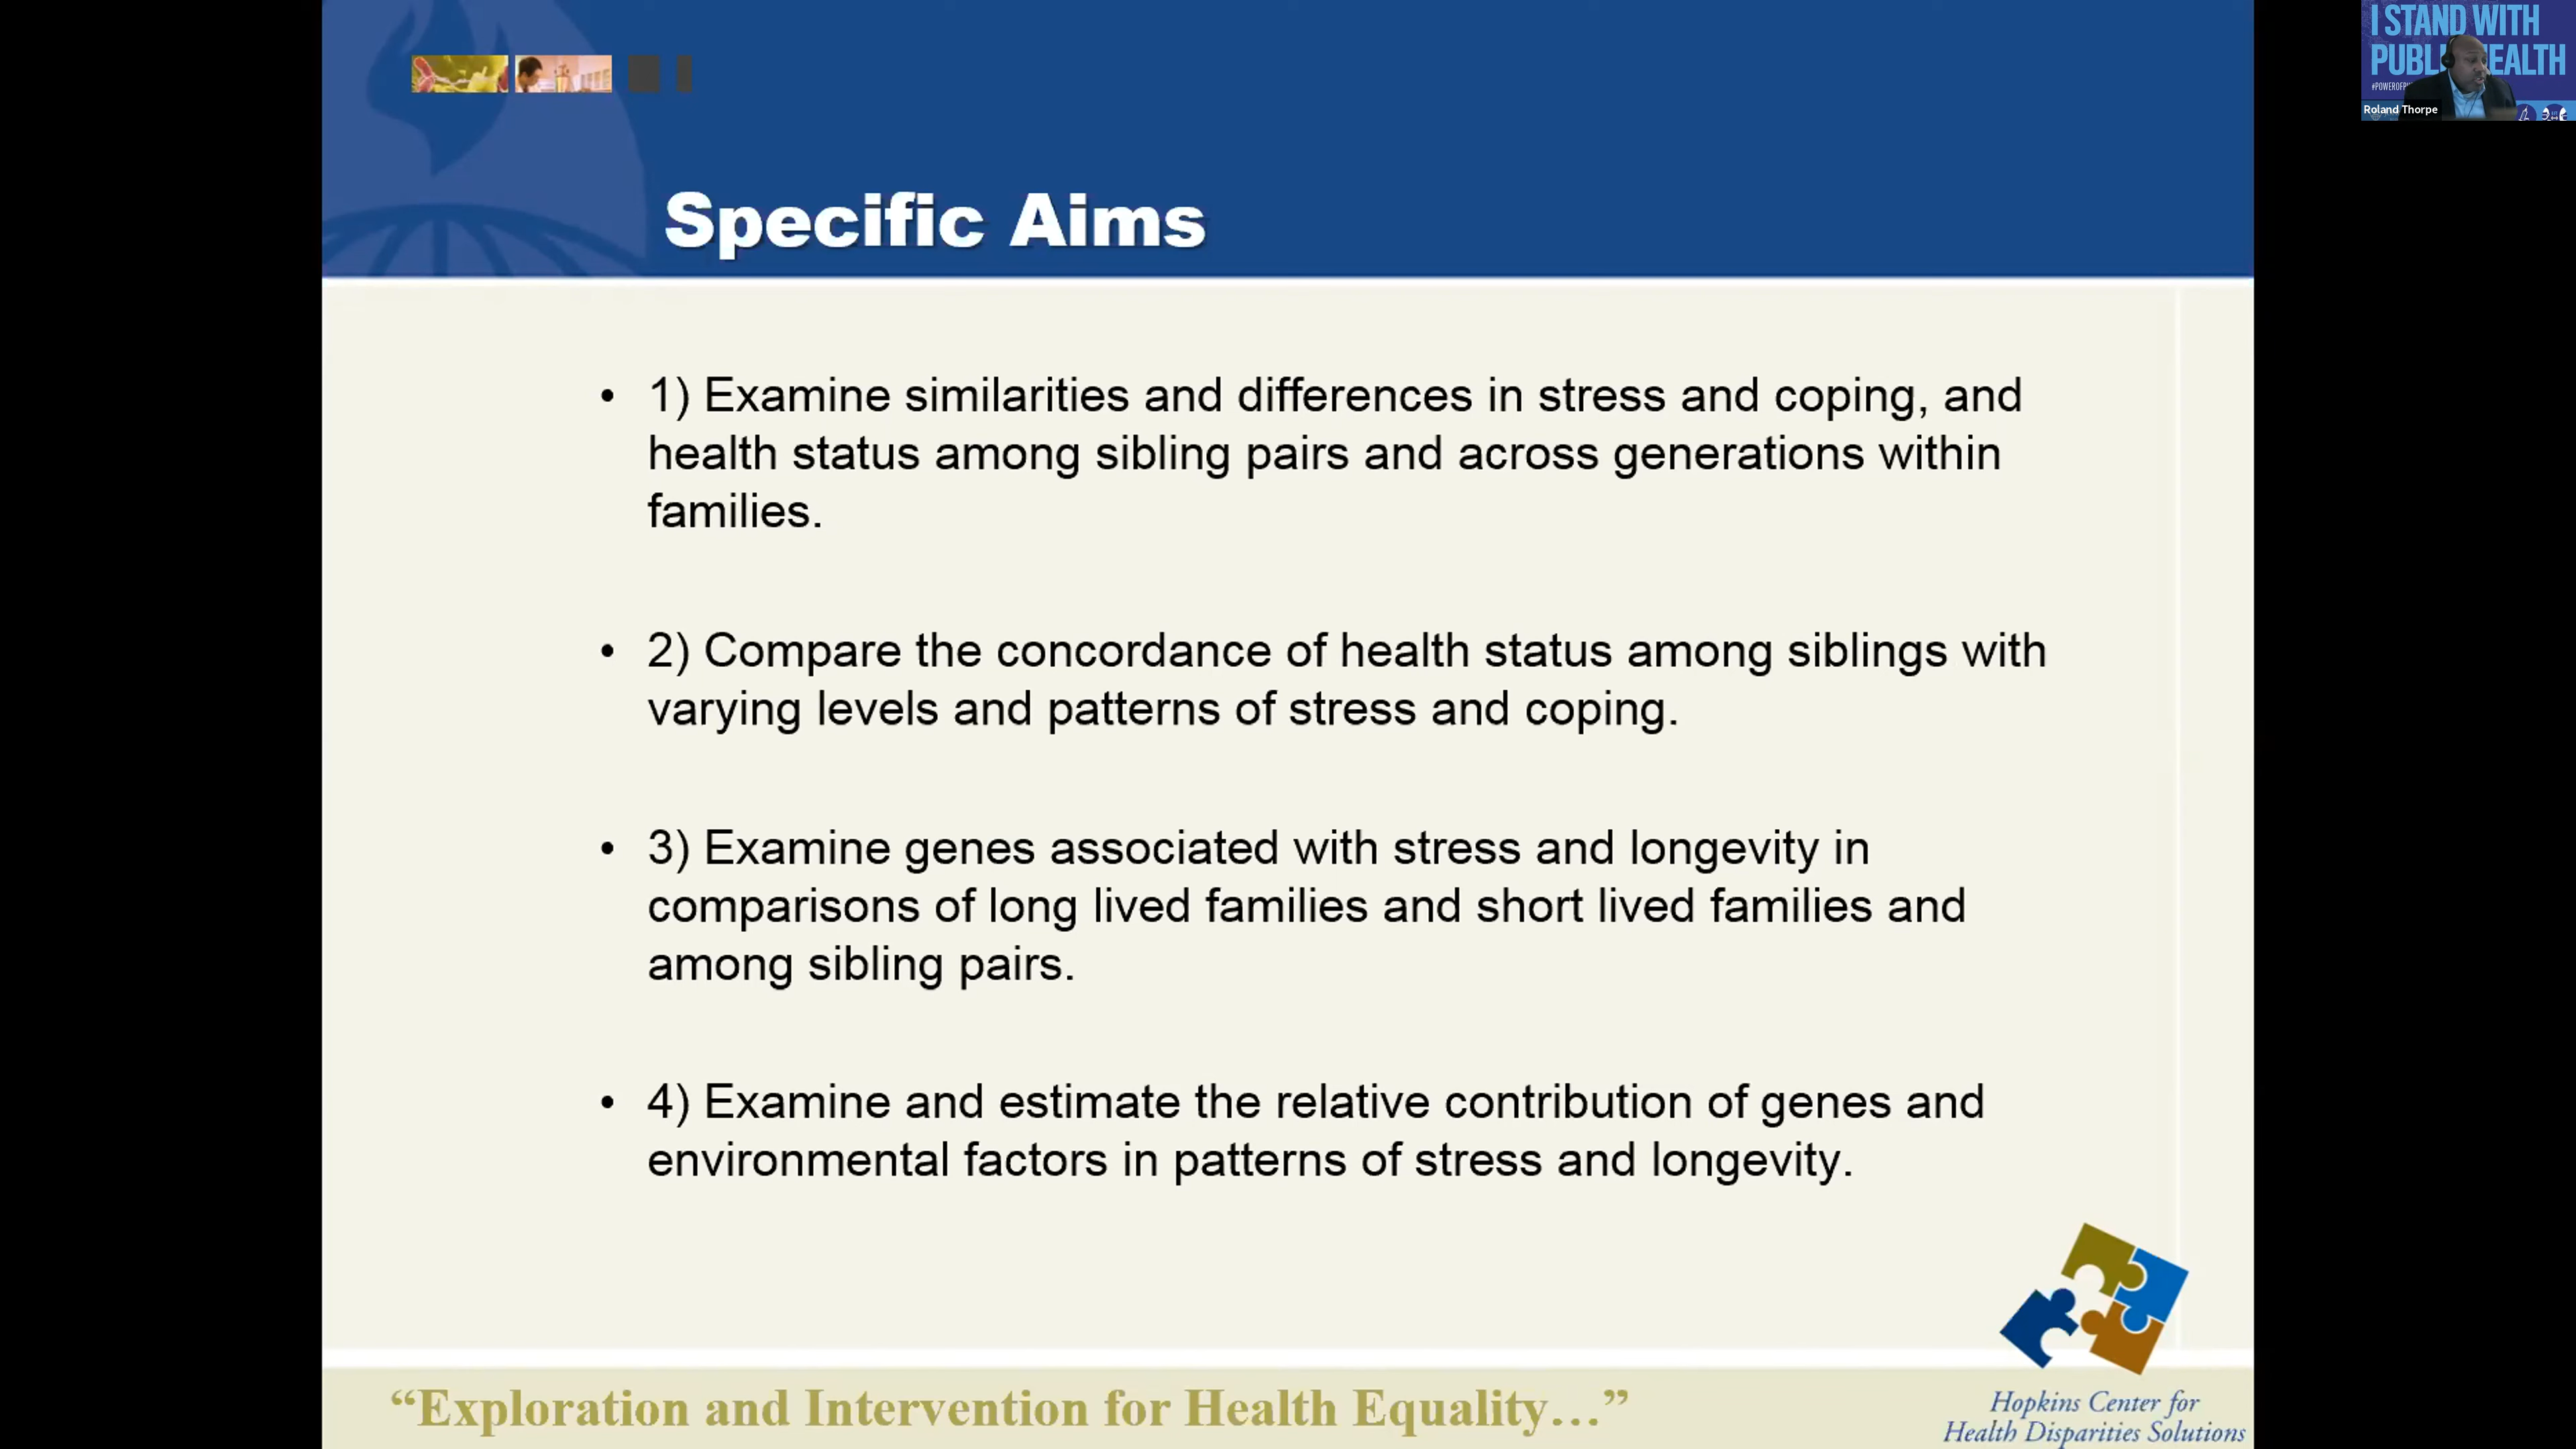 I STAND WITH
PUBL HEALTH
Roland Thorpe
Specific Aims
• 1) Examine similarities and differences in stress and coping, and
health status among sibling pairs and across generations within
families.
• 2) Compare the concordance of health status among siblings with
varying levels and patterns of stress and coping.
• 3) Examine genes associated with stress and longevity in
comparisons of long lived families and short lived families and
among sibling pairs.
• 4) Examine and estimate the relative contribution of genes and
environmental factors in patterns of stress and longevity.
“Exploration and Intervention for Health Equality…”
Hopkins Center for
Health Disparities Solutions